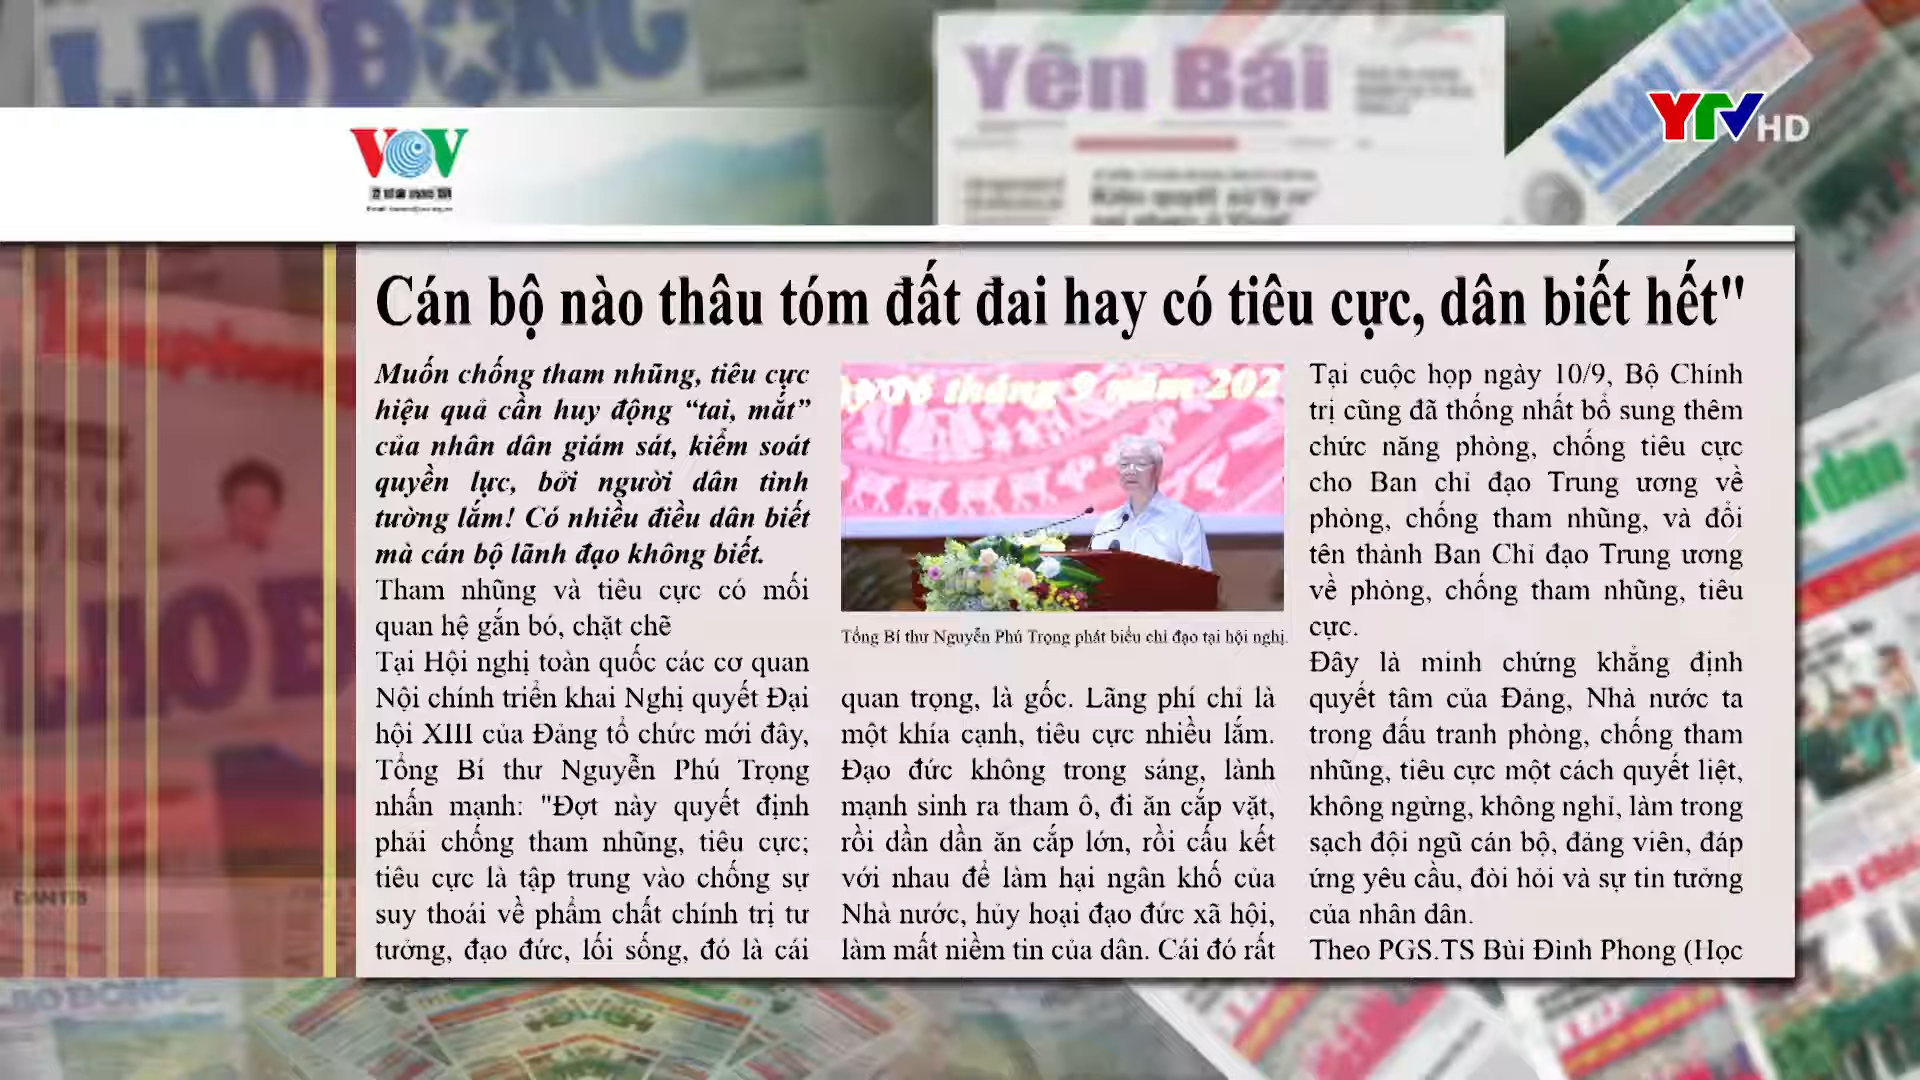 LAO ĐỘNG
Yên Bái
Nhân Dân
YTV HD
VOV
Cán bộ nào thâu tóm đất đai hay có tiêu cực, dân biết hết"
Muốn chống tham nhũng, tiêu cực
hiệu quả cần huy động “tai, mắt”
của nhân dân giám sát, kiểm soát
quyền lực, bởi người dân tinh
tường lắm! Có nhiều điều dân biết
mà cán bộ lãnh đạo không biết.
Tham nhũng và tiêu cực có mối
quan hệ gắn bó, chặt chẽ
Tại Hội nghị toàn quốc các cơ quan
Nội chính triển khai Nghị quyết Đại
hội XIII của Đảng tổ chức mới đây,
Tổng Bí thư Nguyễn Phú Trọng
nhấn mạnh: "Đợt này quyết định
phải chống tham nhũng, tiêu cực;
tiêu cực là tập trung vào chống sự
suy thoái về phẩm chất chính trị tư
tưởng, đạo đức, lối sống, đó là cái
tháng 9 năm 202
Tổng Bí thư Nguyễn Phú Trọng phát biểu chỉ đạo tại hội nghị.
quan trọng, là gốc. Lãng phí chỉ là
một khía cạnh, tiêu cực nhiều lắm.
Đạo đức không trong sáng, lành
mạnh sinh ra tham ô, đi ăn cắp vặt,
rồi dần dần ăn cắp lớn, rồi cấu kết
với nhau để làm hại ngân khố của
Nhà nước, hủy hoại đạo đức xã hội,
làm mất niềm tin của dân. Cái đó rất
Tại cuộc họp ngày 10/9, Bộ Chính
trị cũng đã thống nhất bổ sung thêm
chức năng phòng, chống tiêu cực
cho Ban chỉ đạo Trung ương về
phòng, chống tham nhũng, và đổi
tên thành Ban Chỉ đạo Trung ương
về phòng, chống tham nhũng, tiêu
cực.
Đây là minh chứng khẳng định
quyết tâm của Đảng, Nhà nước ta
trong đấu tranh phòng, chống tham
nhũng, tiêu cực một cách quyết liệt,
không ngừng, không nghỉ, làm trong
sạch đội ngũ cán bộ, đảng viên, đáp
ứng yêu cầu, đòi hỏi và sự tin tưởng
của nhân dân.
Theo PGS.TS Bùi Đình Phong (Học